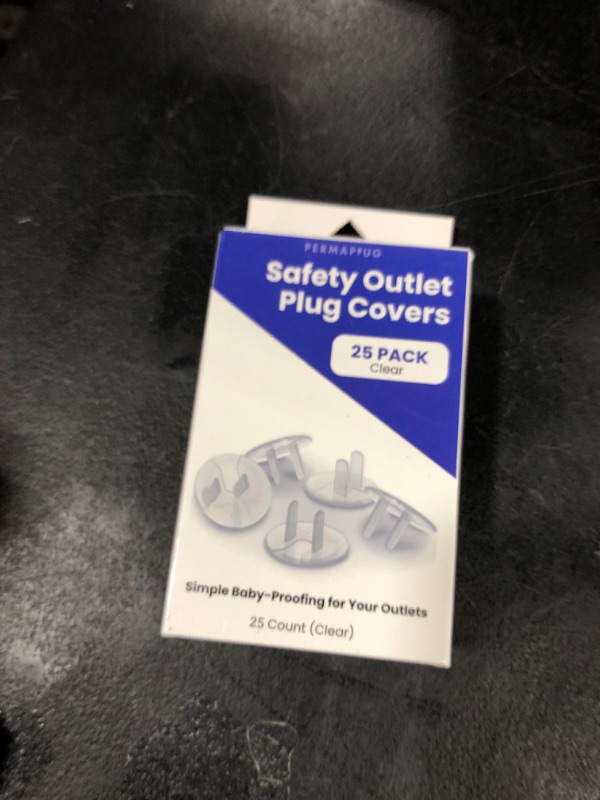 PERMAPLUG
Safety Outlet
Plug Covers
25 PACK
Clear
Simple Baby-Proofing for Your Outlets
25 Count (Clear)